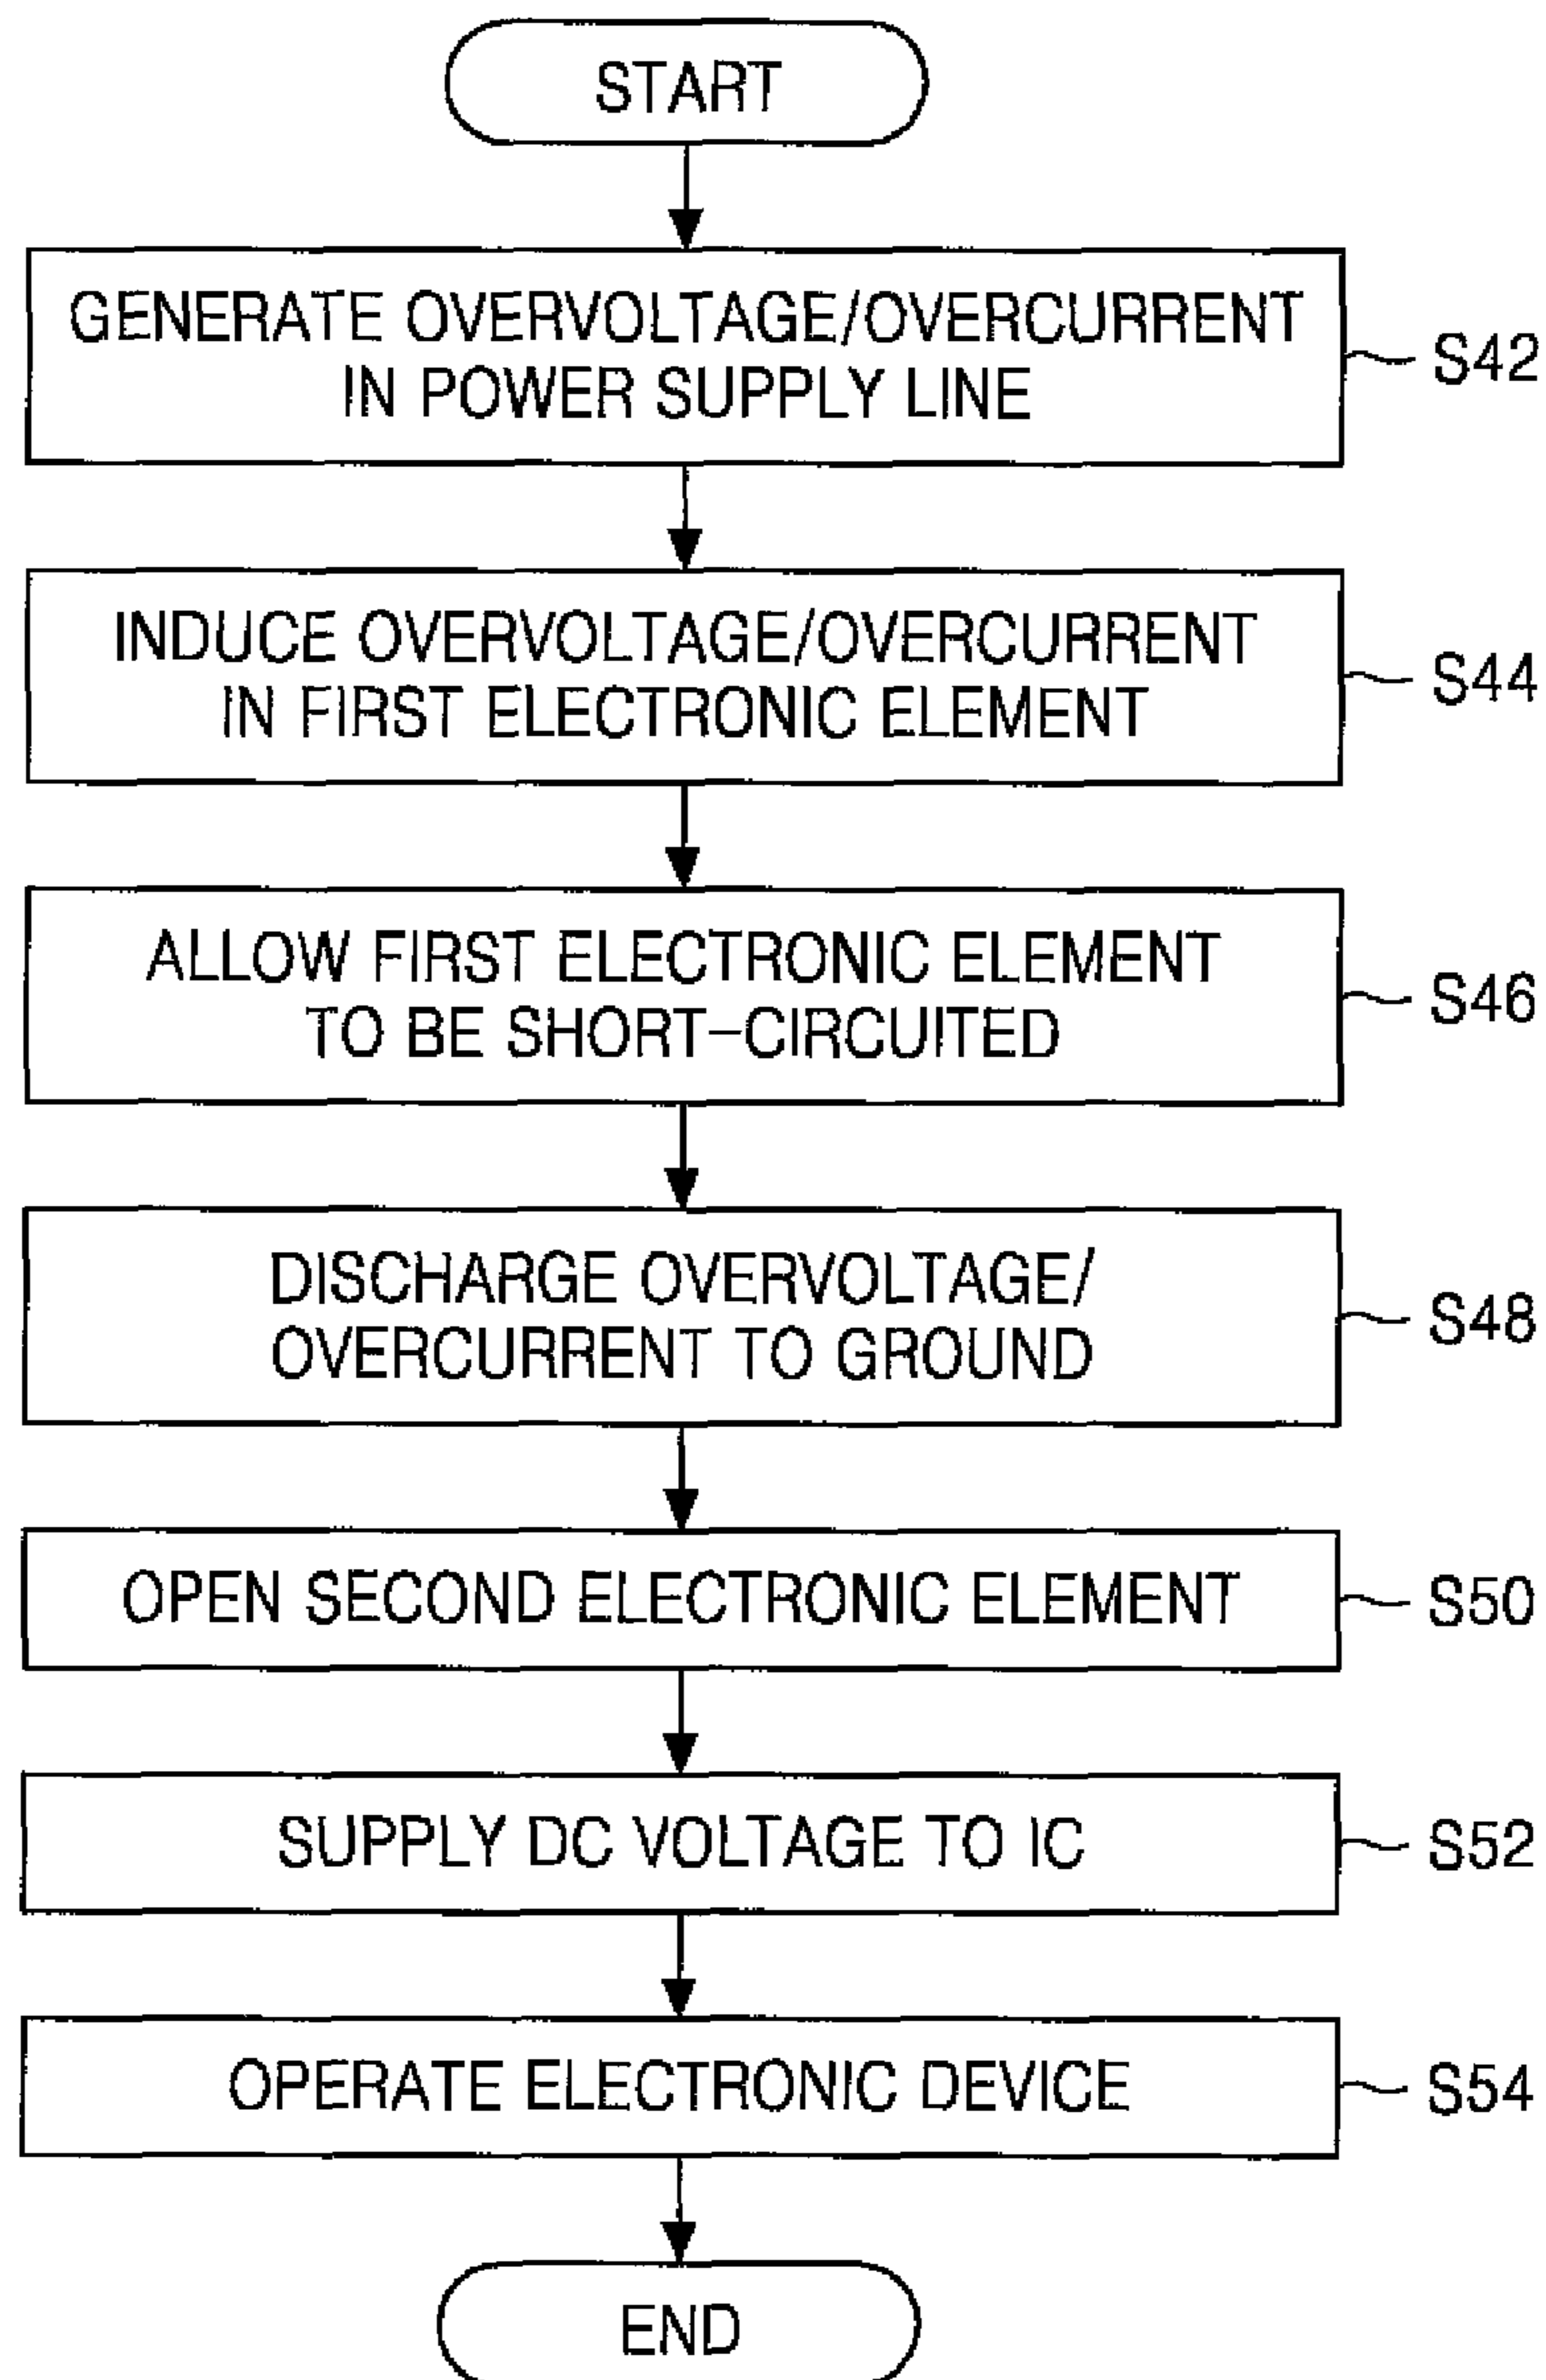 START
GENERATE OVERVOLTAGE/OVERCURRENT
IN POWER SUPPLY LINE
S42
INDUCE OVERVOLTAGE/OVERCURRENT
IN FIRST ELECTRONIC ELEMENT
S44
ALLOW FIRST ELECTRONIC ELEMENT
TO BE SHORT-CIRCUITED
S46
DISCHARGE OVERVOLTAGE/
OVERCURRENT TO GROUND
S48
OPEN SECOND ELECTRONIC ELEMENT
S50
SUPPLY DC VOLTAGE TO IC
S52
OPERATE ELECTRONIC DEVICE
S54
END